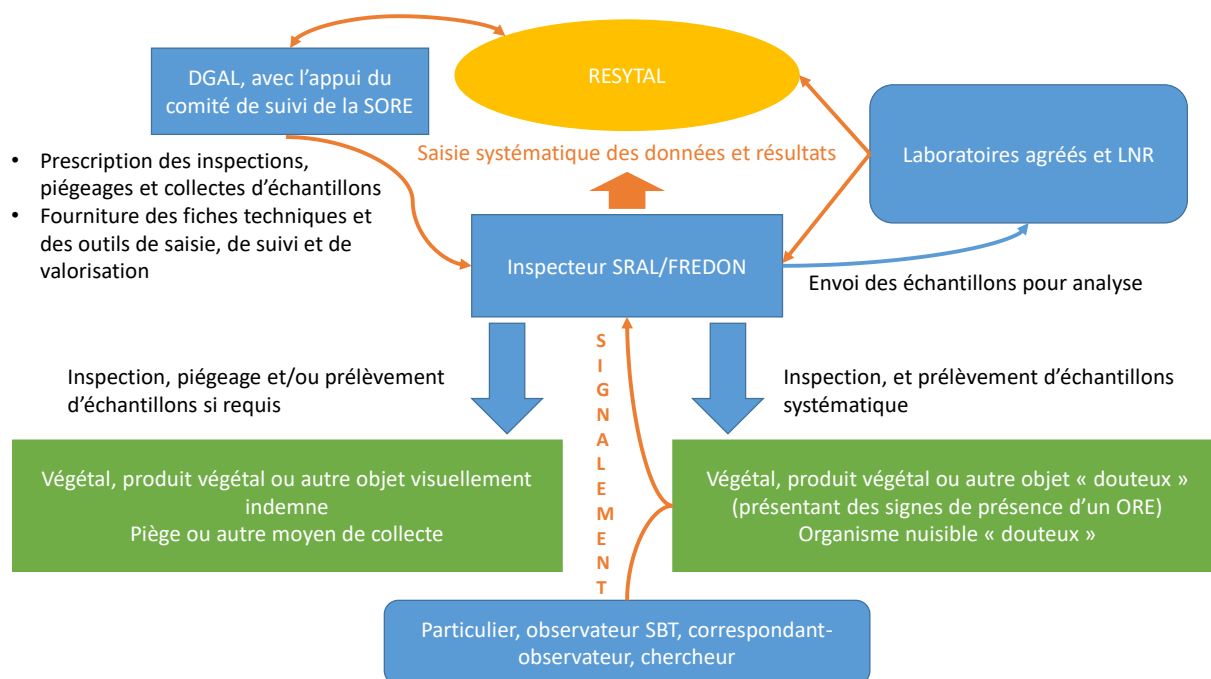 DGAL, avec l'appui du
comité de suivi de la SORE
RESYTAL
Laboratoires agréés et LNR
• Prescription des inspections,
piégeages et collectes d'échantillons
• Fourniture des fiches techniques et
des outils de saisie, de suivi et de
valorisation
Saisie systématique des données et résultats
Inspecteur SRAL/FREDON
Envoi des échantillons pour analyse
Inspection, piégeage et/ou prélèvement
d'échantillons si requis
SIGNALEMENT
Inspection, et prélèvement d'échantillons
systématique
Végétal, produit végétal ou autre objet visuellement
indemne
Piège ou autre moyen de collecte
Végétal, produit végétal ou autre objet « douteux »
(présentant des signes de présence d'un ORE)
Organisme nuisible « douteux »
Particulier, observateur SBT, correspondant-
observateur, chercheur